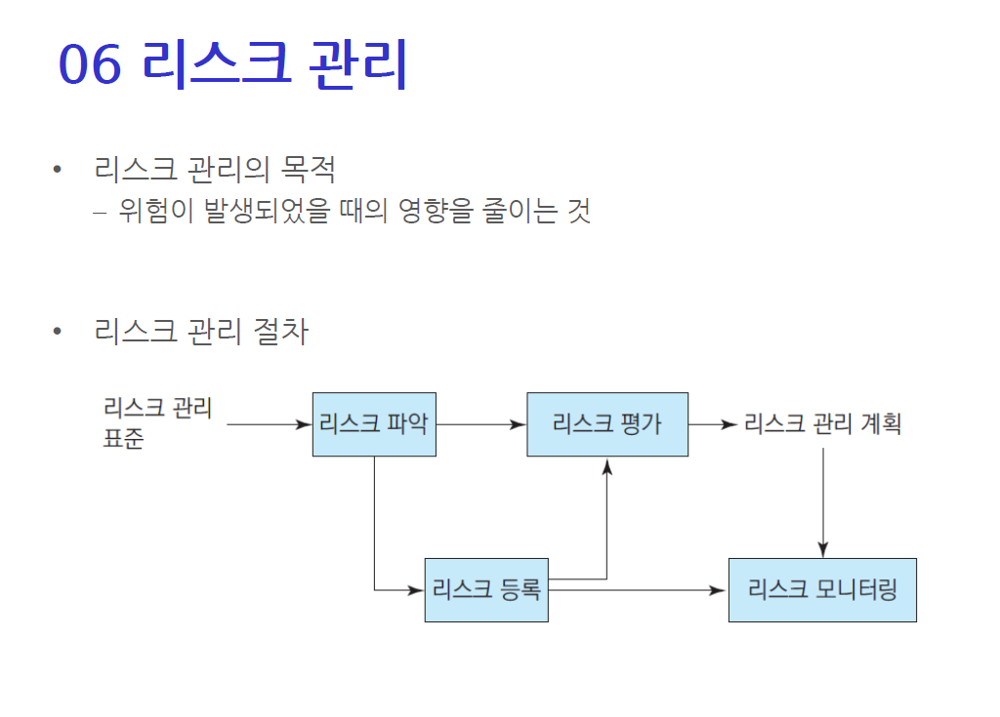 06 리스크 관리
• 리스크 관리의 목적
– 위험이 발생되었을 때의 영향을 줄이는 것
• 리스크 관리 절차
리스크 관리
표준
리스크 파악
리스크 평가
리스크 관리 계획
리스크 등록
리스크 모니터링